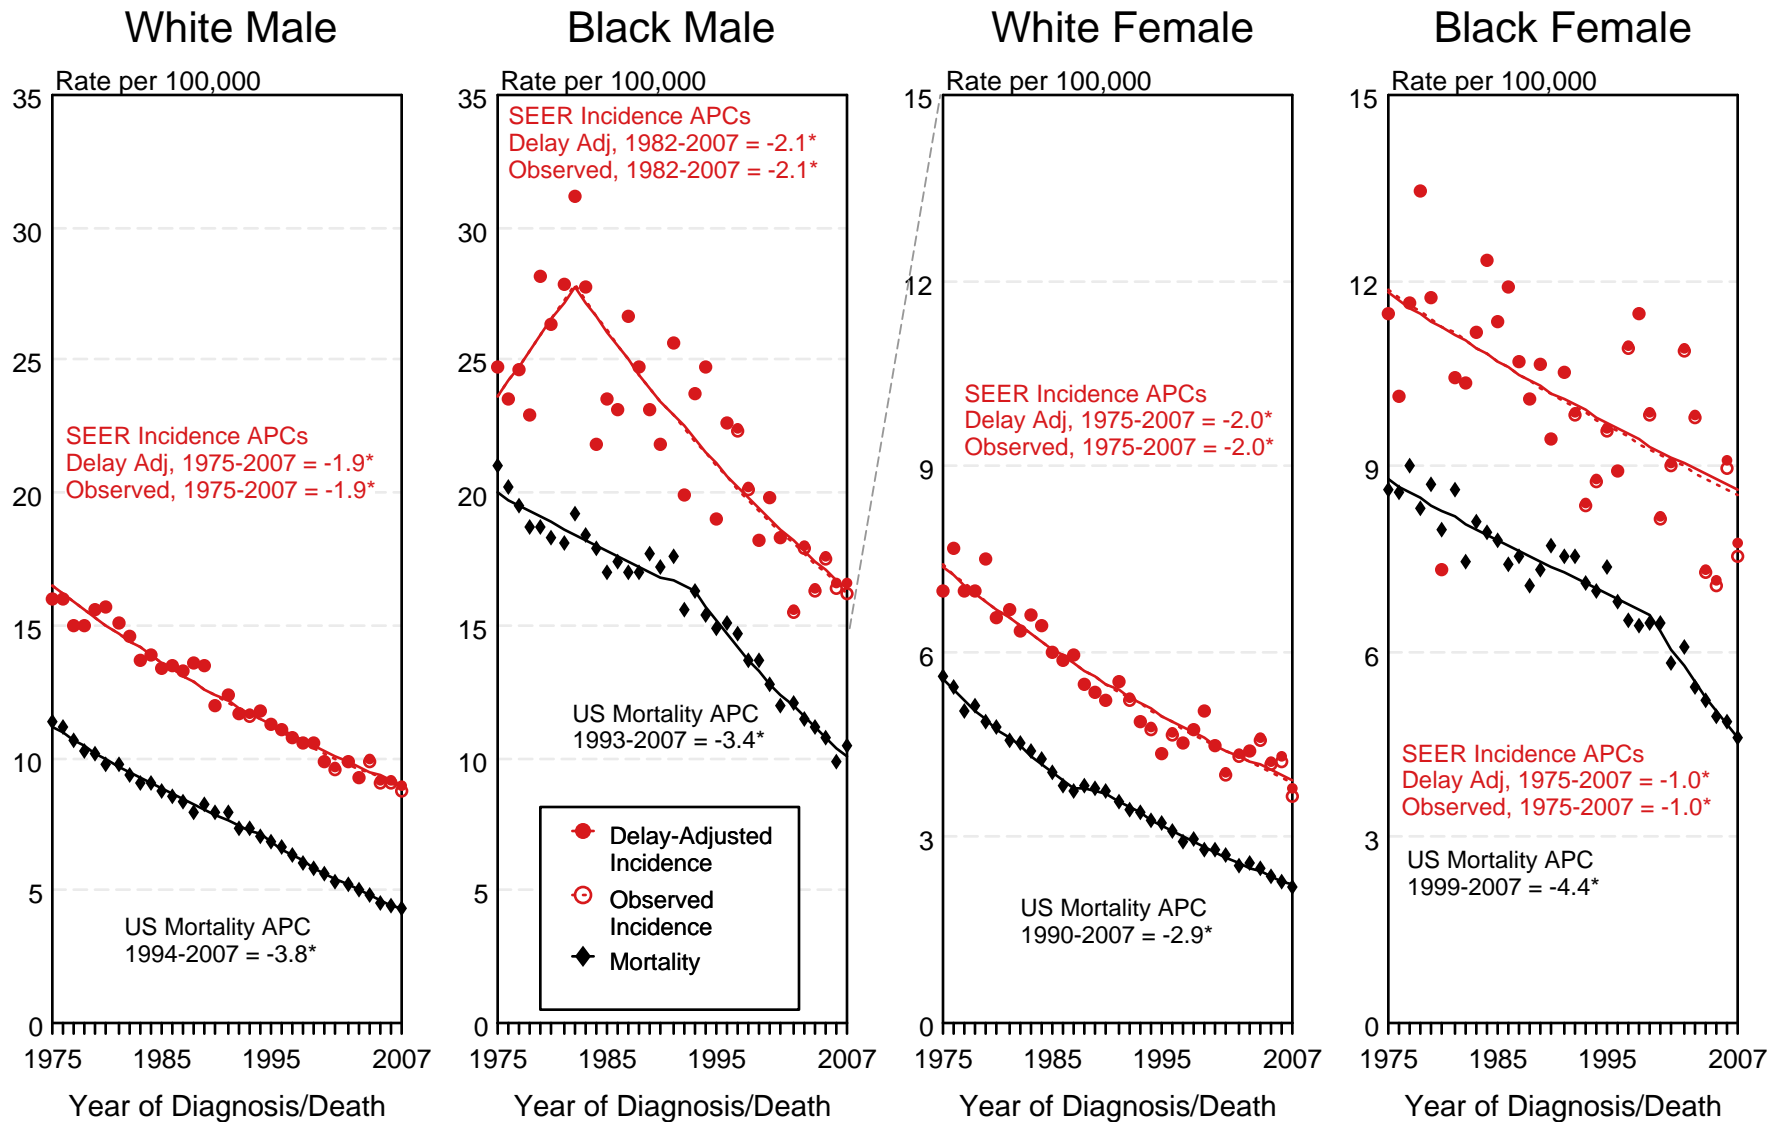 White Male
Rate per 100,000
35
30
25
20
15
10
5
0
SEER Incidence APCs
Delay Adj, 1975-2007 = -1.9*
Observed, 1975-2007 = -1.9*
US Mortality APC
1994-2007 = -3.8*
1975
1985
1995
2007
Year of Diagnosis/Death
Black Male
Rate per 100,000
35
30
25
20
15
10
5
0
SEER Incidence APCs
Delay Adj, 1982-2007 = -2.1*
Observed, 1982-2007 = -2.1*
US Mortality APC
1993-2007 = -3.4*
Delay-Adjusted
Incidence
Observed
Incidence
Mortality
1975
1985
1995
2007
Year of Diagnosis/Death
White Female
Rate per 100,000
15
12
9
6
3
0
SEER Incidence APCs
Delay Adj, 1975-2007 = -2.0*
Observed, 1975-2007 = -2.0*
US Mortality APC
1990-2007 = -2.9*
1975
1985
1995
2007
Year of Diagnosis/Death
Black Female
Rate per 100,000
15
12
9
6
3
0
SEER Incidence APCs
Delay Adj, 1975-2007 = -1.0*
Observed, 1975-2007 = -1.0*
US Mortality APC
1999-2007 = -4.4*
1975
1985
1995
2007
Year of Diagnosis/Death